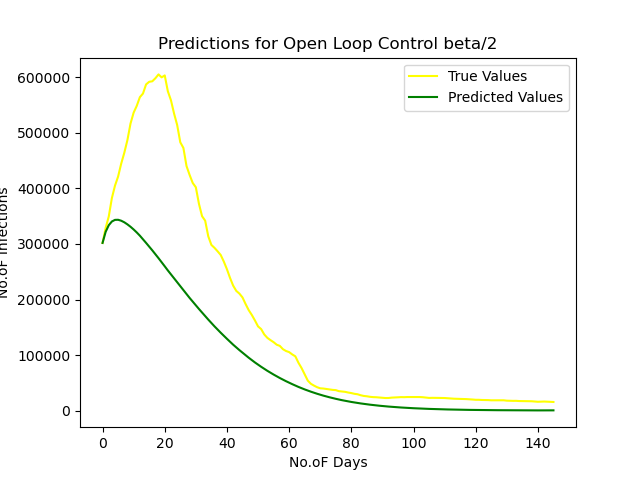 Predictions for Open Loop Control beta/2
True Values
Predicted Values
600000
500000
400000
300000
200000
100000
0
No.oF Infections
0 20 40 60 80 100 120 140
No.oF Days